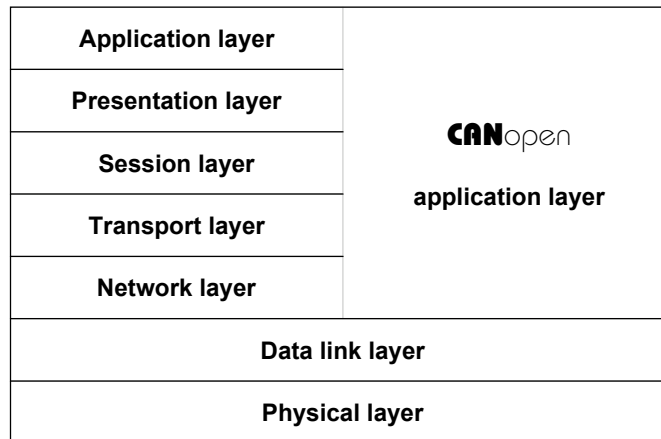 Application layer
Presentation layer
Session layer
Transport layer
Network layer
CANopen
application layer
Data link layer
Physical layer